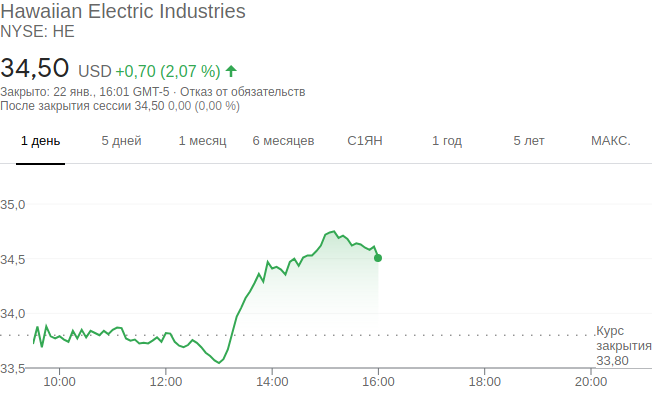 Hawaiian Electric Industries
NYSE: HE
34,50 USD +0,70 (2,07 %)
Закрыто: 22 янв., 16:01 GMT-5 · Отказ от обязательств
После закрытия сессии 34,50 0,00 (0,00 %)
1 день 5 дней 1 месяц 6 месяцев С1ЯН 1 год 5 лет МАКС.
35,0
34,5
34,0
Курс
закрытия
33,80
33,5
10:00 12:00 14:00 16:00 18:00 20:00